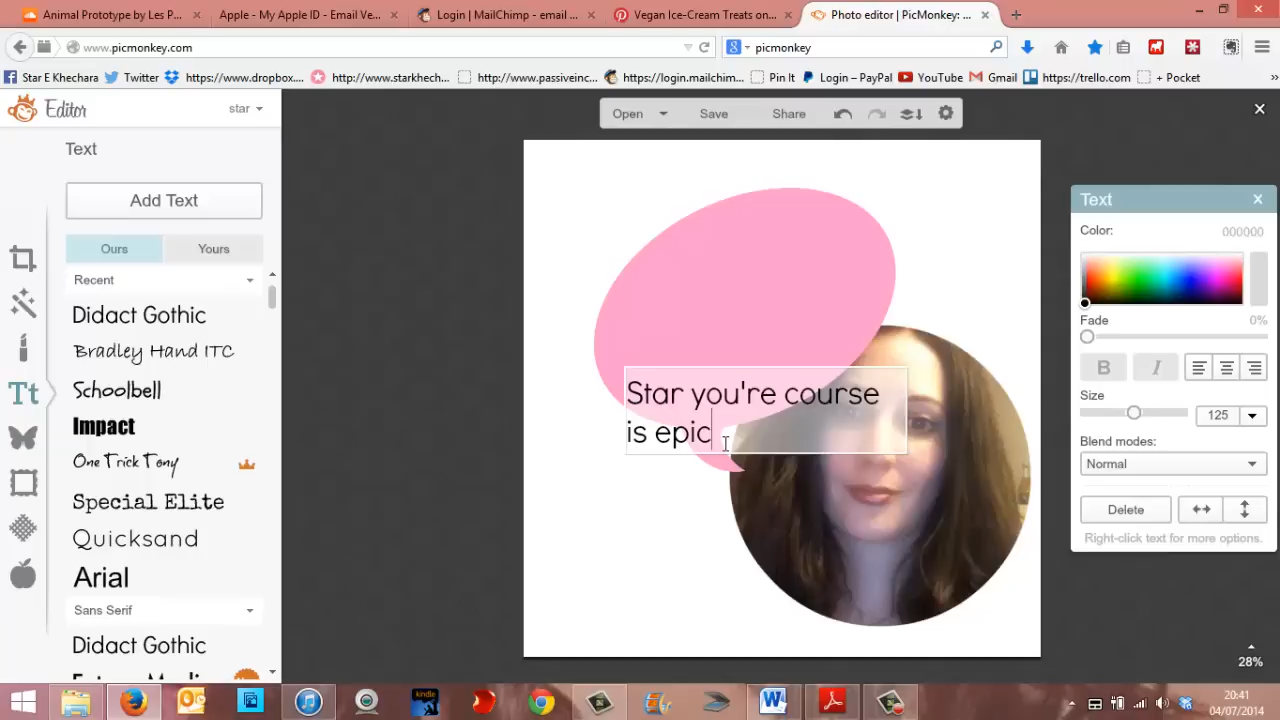 Animal Prototype by Les P...
Apple - My Apple ID - Email Ve...
Login | MailChimp - email ...
Vegan Ice-Cream Treats on...
Photo editor | PicMonkey: ...
www.picmonkey.com
picmonkey
Star E Khechara
Twitter
https://www.dropbox....
http://www.starkhech...
http://www.passiveinc...
https://login.mailchim...
Pin It
Login – PayPal
YouTube
Gmail
https://trello.com
+ Pocket
Editor
star
Open
Save
Share
Text
Add Text
Ours
Yours
Recent
Didact Gothic
Bradley Hand ITC
Schoolbell
Impact
One Trick Tony
Special Elite
Quicksand
Arial
Sans Serif
Didact Gothic
Star you're course
is epic
Text
Color:
000000
Fade
0%
B
I
Size
125
Blend modes:
Normal
Delete
Right-click text for more options.
28%
kindle
20:41
04/07/2014